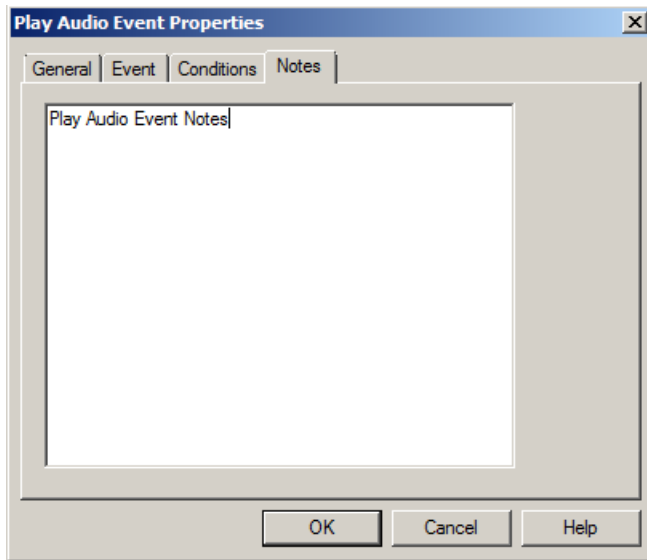 Play Audio Event Properties
General Event Conditions Notes
Play Audio Event Notes
OK Cancel Help